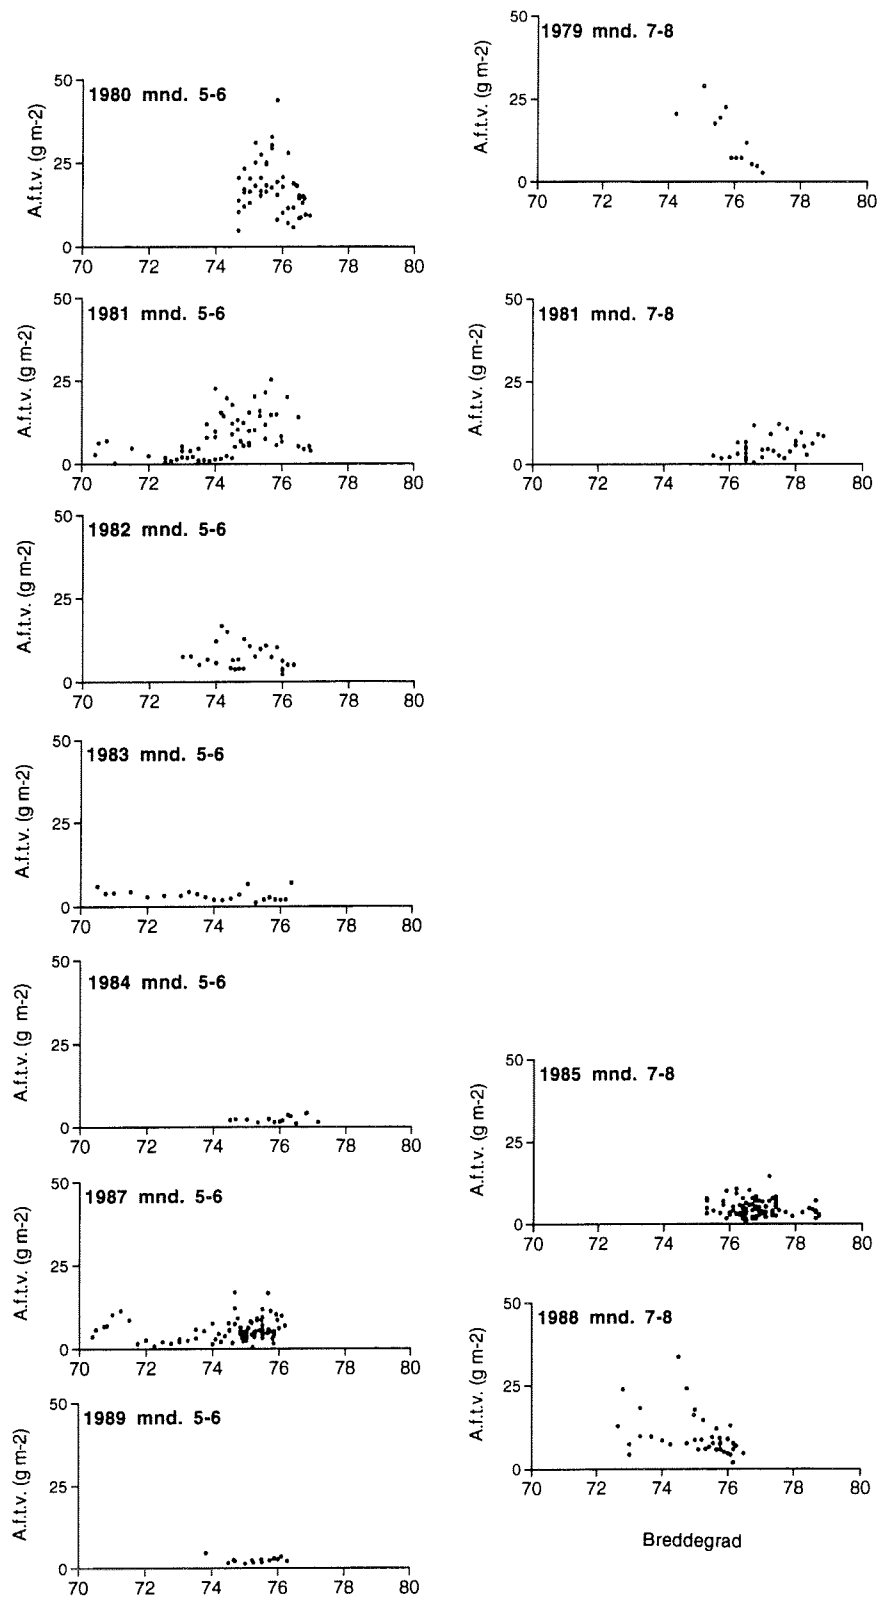 1980 mnd. 5-6
A.f.t.v. (g m-2)
50
25
0
70 72 74 76 78 80
1981 mnd. 5-6
A.f.t.v. (g m-2)
50
25
0
70 72 74 76 78 80
1982 mnd. 5-6
A.f.t.v. (g m-2)
50
25
0
70 72 74 76 78 80
1983 mnd. 5-6
A.f.t.v. (g m-2)
50
25
0
70 72 74 76 78 80
1984 mnd. 5-6
A.f.t.v. (g m-2)
50
25
0
70 72 74 76 78 80
1987 mnd. 5-6
A.f.t.v. (g m-2)
50
25
0
70 72 74 76 78 80
1989 mnd. 5-6
A.f.t.v. (g m-2)
50
25
0
70 72 74 76 78 80
1979 mnd. 7-8
A.f.t.v. (g m-2)
50
25
0
70 72 74 76 78 80
1981 mnd. 7-8
A.f.t.v. (g m-2)
50
25
0
70 72 74 76 78 80
1985 mnd. 7-8
A.f.t.v. (g m-2)
50
25
0
70 72 74 76 78 80
1988 mnd. 7-8
A.f.t.v. (g m-2)
50
25
0
70 72 74 76 78 80
Breddegrad